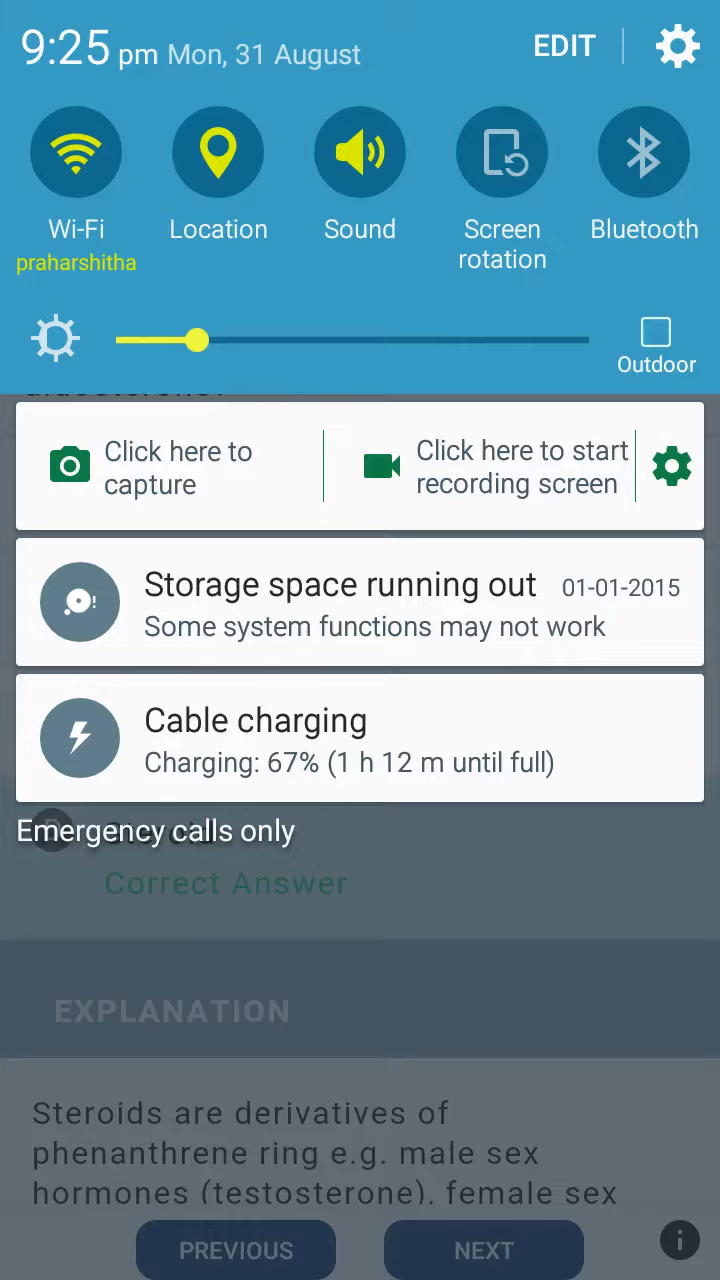 9:25 pm Mon, 31 August EDIT
Wi-Fi Location Sound Screen rotation Bluetooth
praharshitha
Outdoor
Click here to capture
Click here to start recording screen
Storage space running out 01-01-2015
Some system functions may not work
Cable charging
Charging: 67% (1 h 12 m until full)
Emergency calls only
D Steroid
Correct Answer
EXPLANATION
Steroids are derivatives of
phenanthrene ring e.g. male sex
hormones (testosterone), female sex
PREVIOUS NEXT